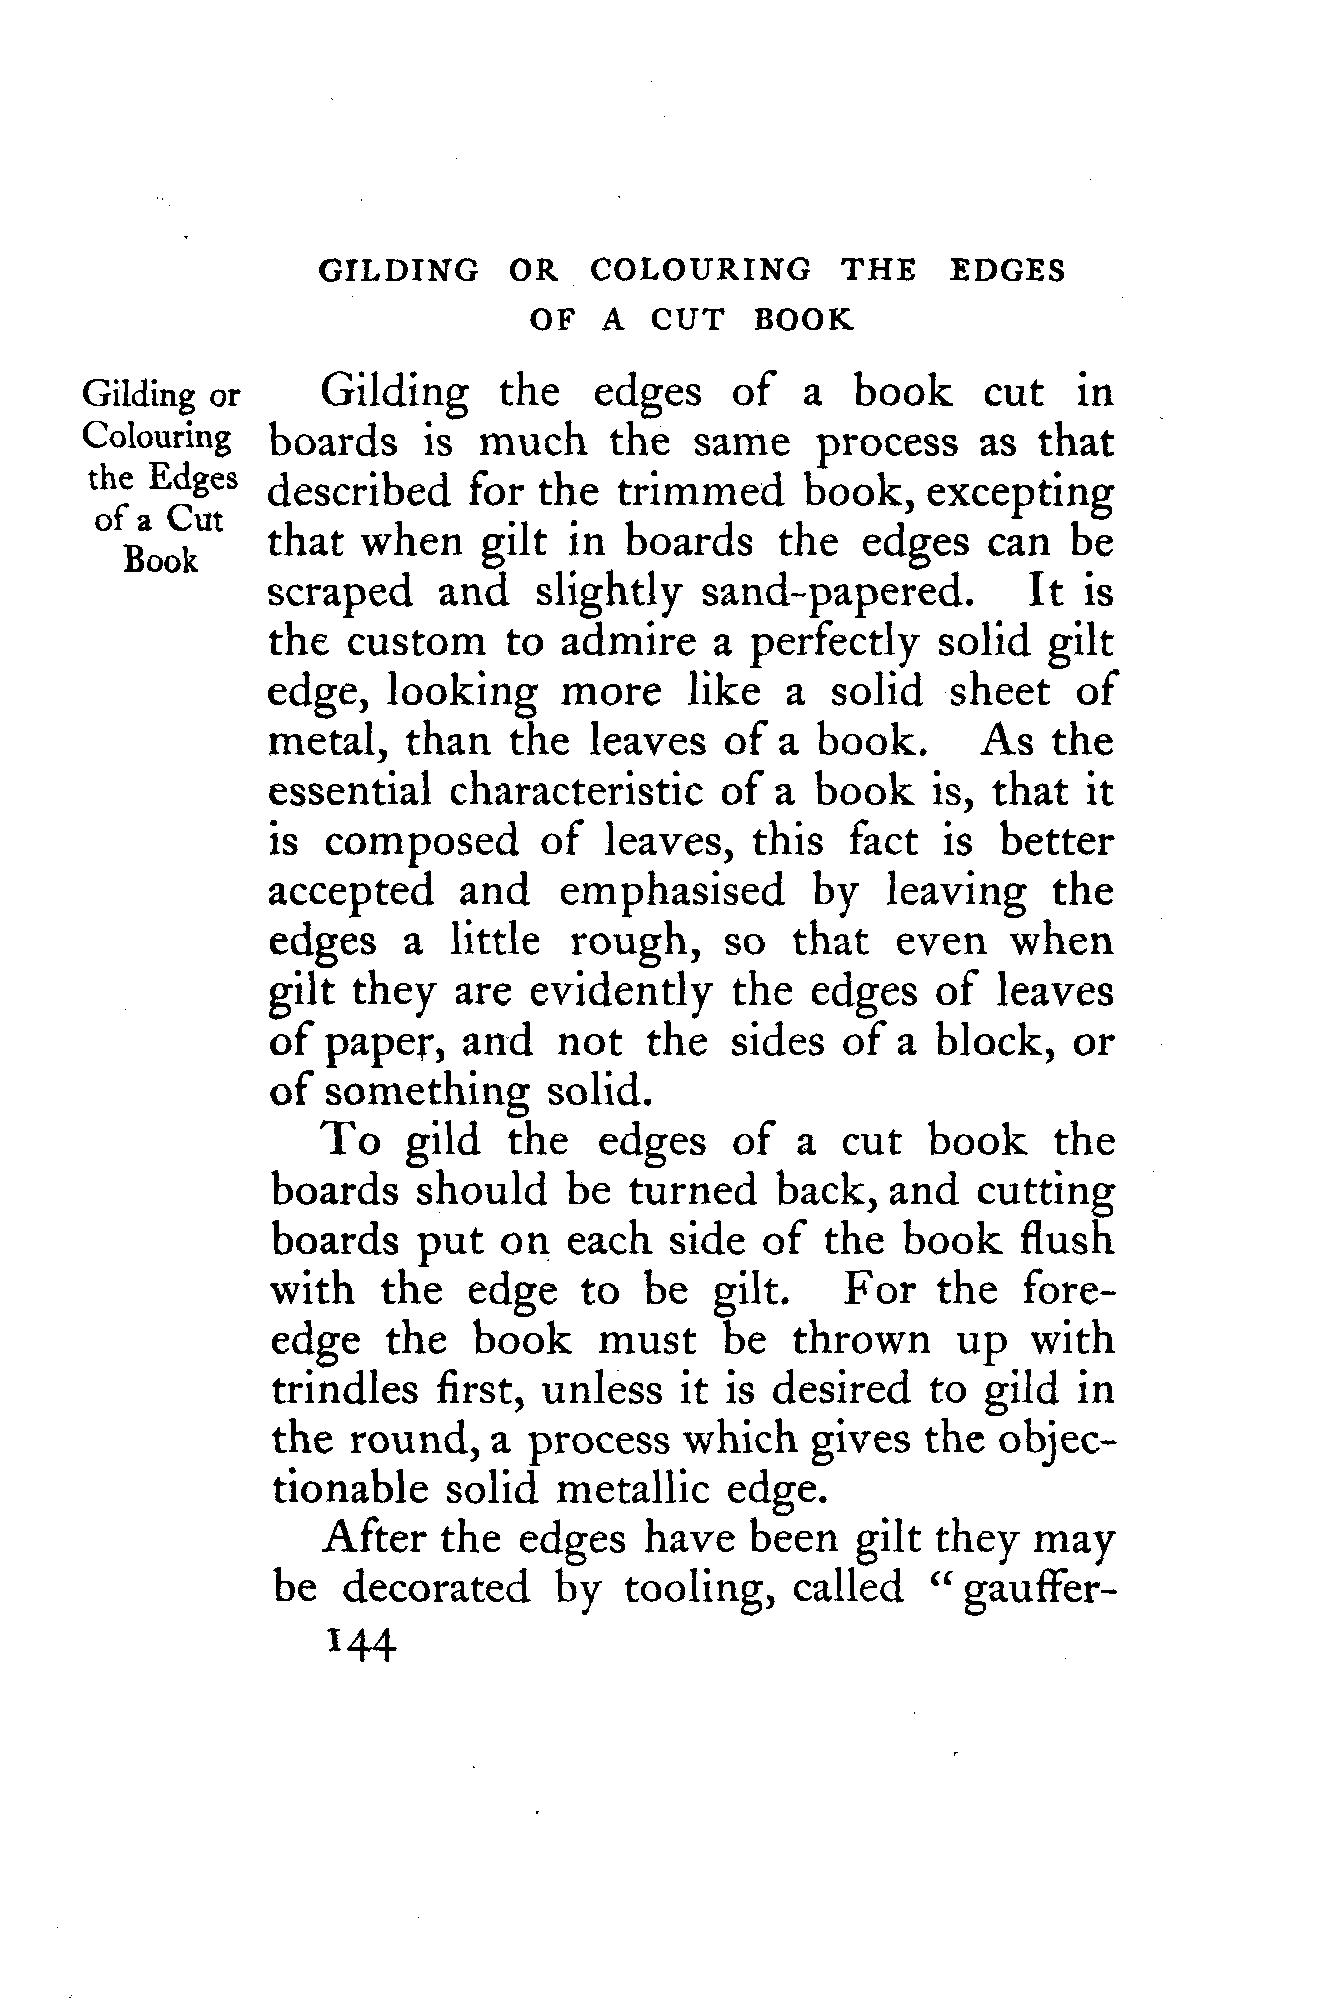 GILDING OR COLOURING THE EDGES
OF A CUT BOOK
Gilding or
Colouring
the Edges
of a Cut
Book
Gilding the edges of a book cut in
boards is much the same process as that
described for the trimmed book, excepting
that when gilt in boards the edges can be
scraped and slightly sand-papered. It is
the custom to admire a perfectly solid gilt
edge, looking more like a solid sheet of
metal, than the leaves of a book. As the
essential characteristic of a book is, that it
is composed of leaves, this fact is better
accepted and emphasised by leaving the
edges a little rough, so that even when
gilt they are evidently the edges of leaves
of paper, and not the sides of a block, or
of something solid.
To gild the edges of a cut book the
boards should be turned back, and cutting
boards put on each side of the book flush
with the edge to be gilt. For the fore-
edge the book must be thrown up with
trindles first, unless it is desired to gild in
the round, a process which gives the objec-
tionable solid metallic edge.
After the edges have been gilt they may
be decorated by tooling, called “ gauffer-
144